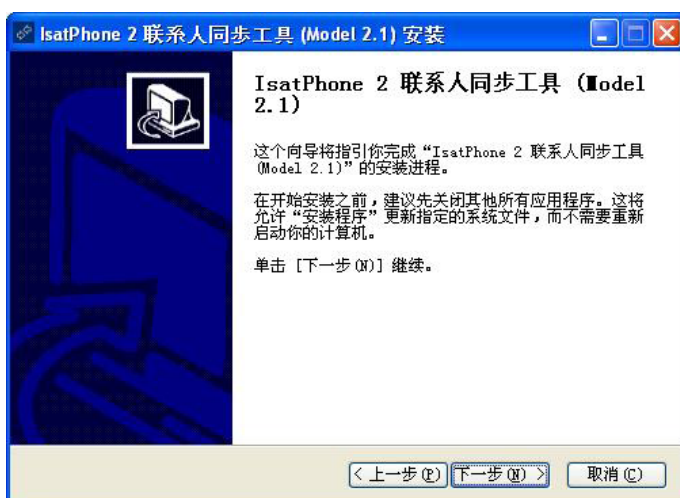 IsatPhone 2 联系人同步工具 (Model 2.1) 安装
IsatPhone 2 联系人同步工具 (Model
2.1)
这个向导将指引你完成“IsatPhone 2 联系人同步工具
(Model 2.1)”的安装进程。
在开始安装之前，建议先关闭其他所有应用程序。这将
允许“安装程序”更新指定的系统文件，而不需要重新
启动你的计算机。
单击 [下一步(N)] 继续。
< 上一步(P) 下一步(N) > 取消(C)